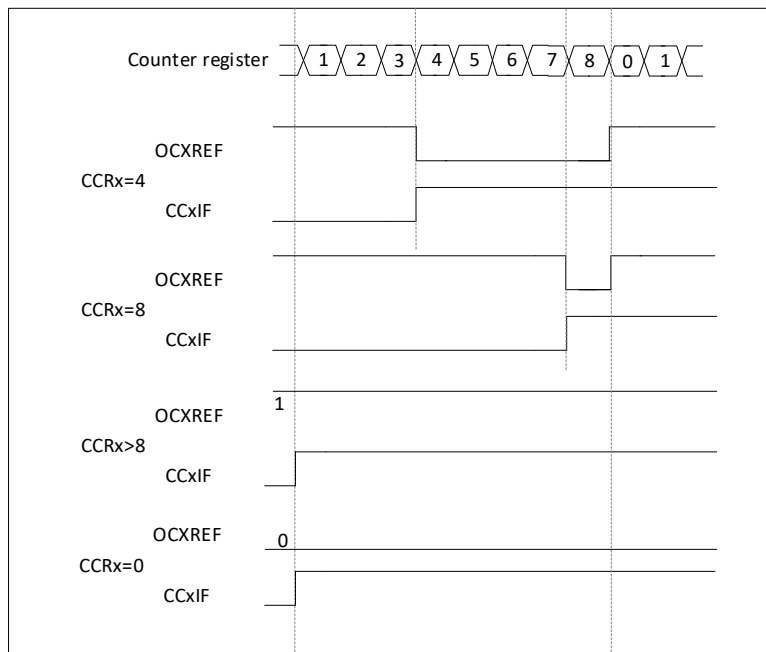 Counter register 1 2 3 4 5 6 7 8 0 1
OCXREF
CCRx=4
CCxIF
OCXREF
CCRx=8
CCxIF
1
OCXREF
CCRx>8
CCxIF
OCXREF 0
CCRx=0
CCxIF